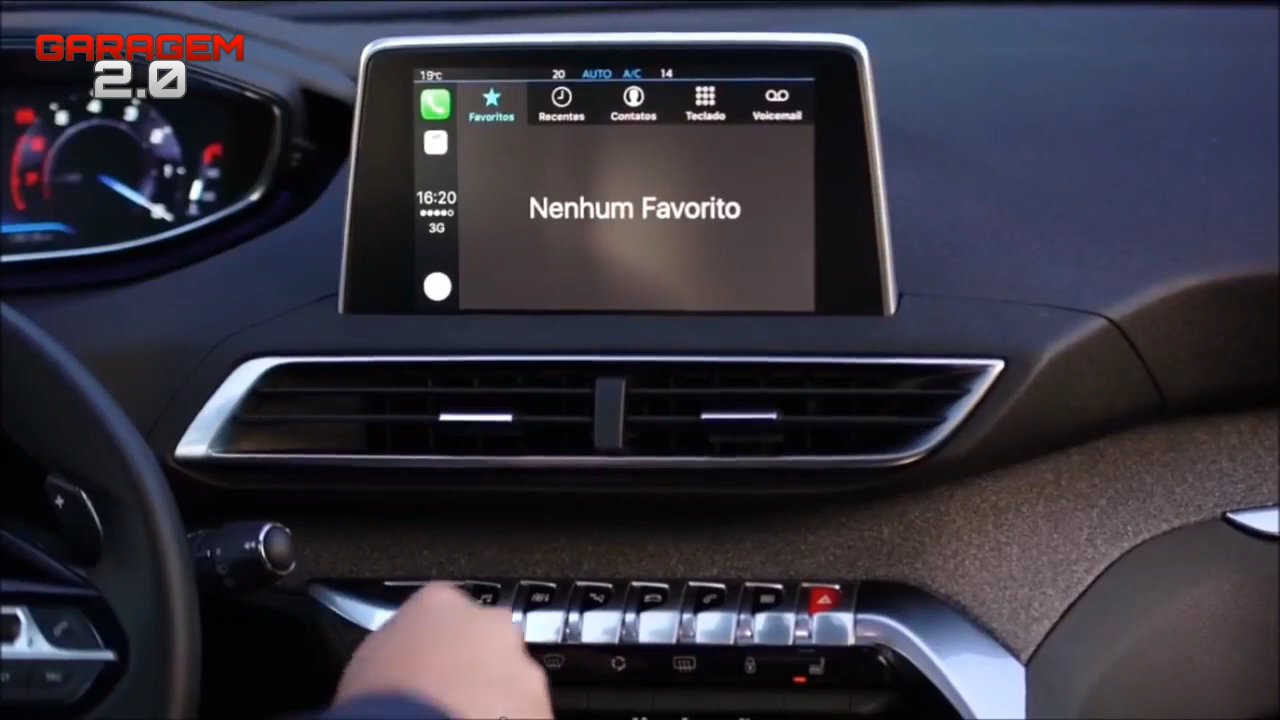 GARAGEM
2.0
19°C
20 AUTO A/C 14
Favoritos
Recentes
Contatos
Teclado
Voicemail
16:20
3G
Nenhum Favorito